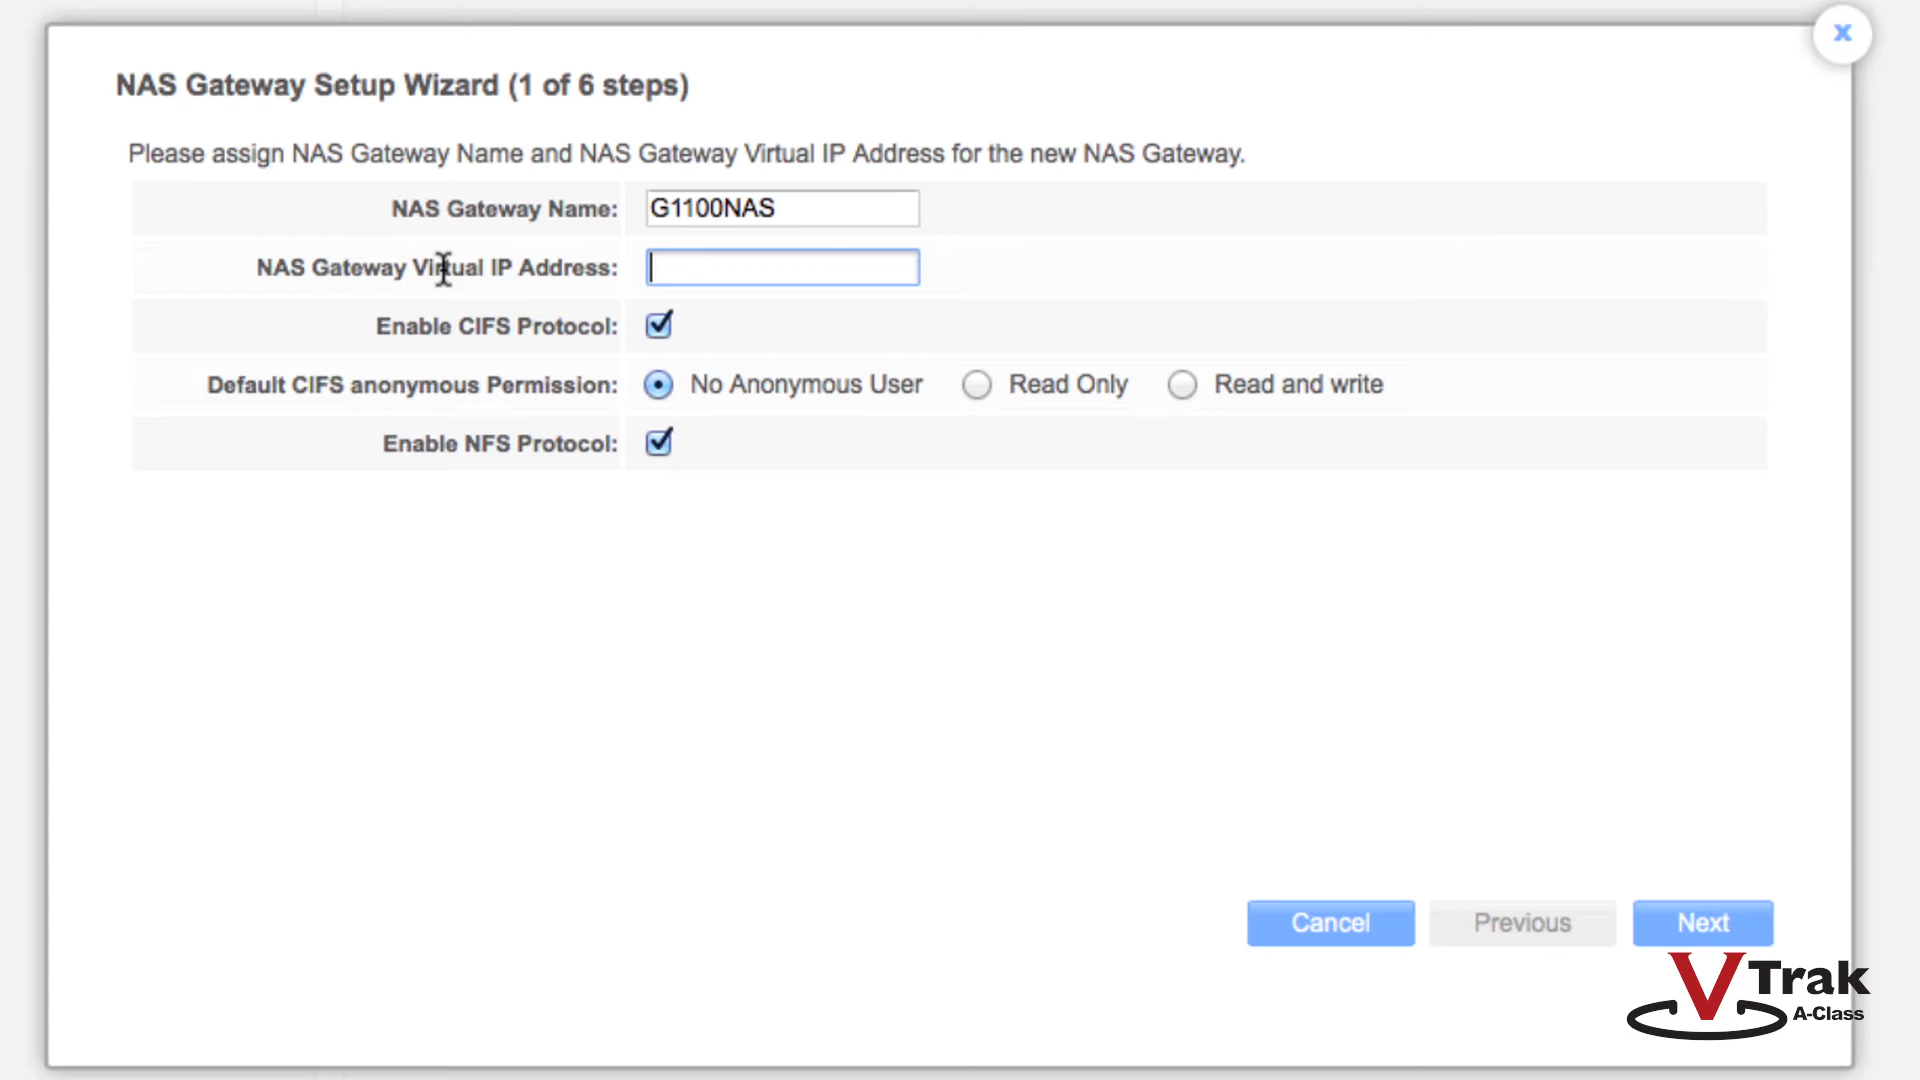 x
NAS Gateway Setup Wizard (1 of 6 steps)
Please assign NAS Gateway Name and NAS Gateway Virtual IP Address for the new NAS Gateway.
NAS Gateway Name: G1100NAS
NAS Gateway Virtual IP Address:
Enable CIFS Protocol:
Default CIFS anonymous Permission: No Anonymous User Read Only Read and write
Enable NFS Protocol:
Cancel Previous Next
VTrak
A-Class